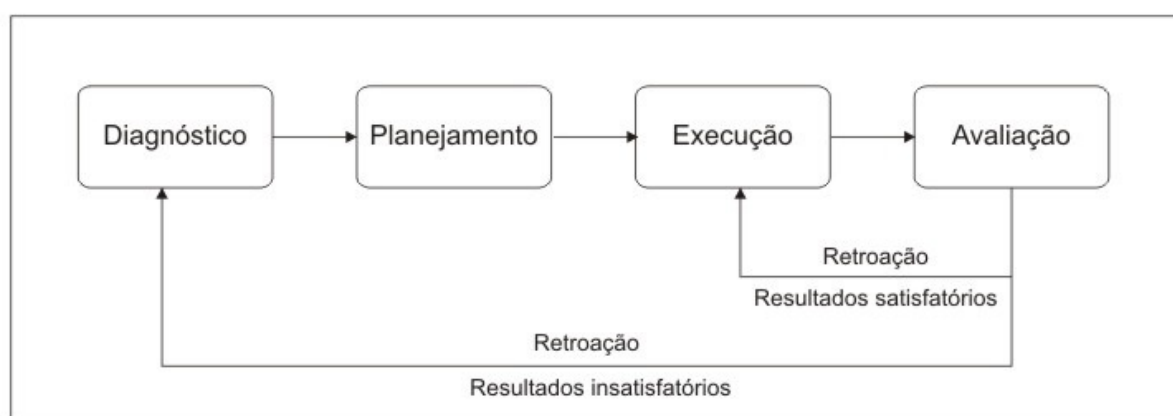 Diagnóstico
Planejamento
Execução
Avaliação
Retroação
Resultados satisfatórios
Retroação
Resultados insatisfatórios